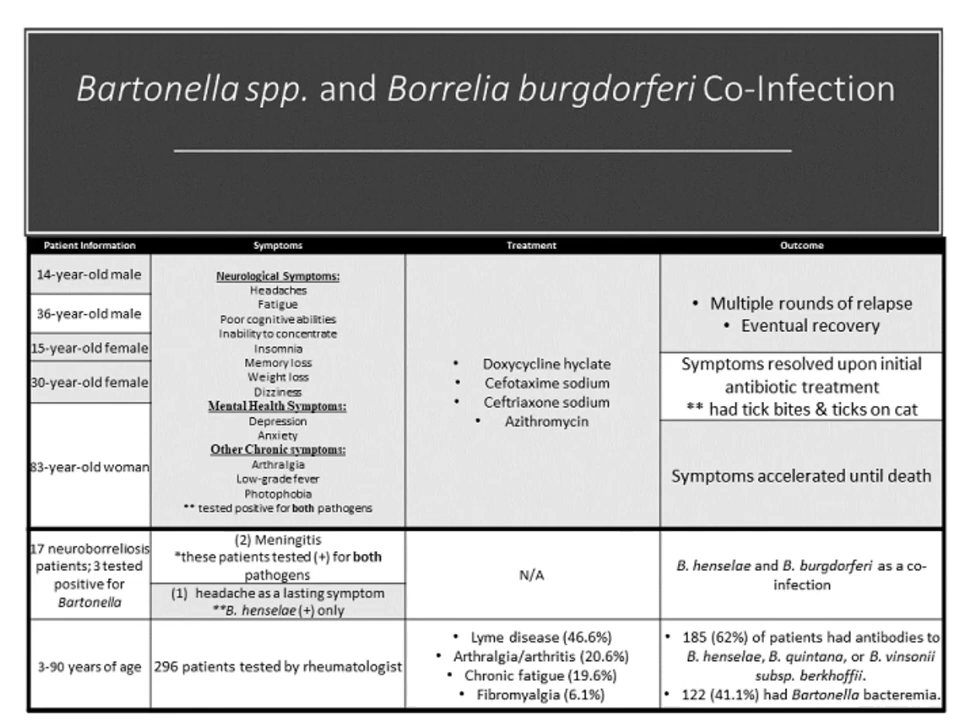 Bartonella spp. and Borrelia burgdorferi Co-Infection
Patient Information
Symptoms
Treatment
Outcome
14-year-old male
36-year-old male
15-year-old female
30-year-old female
83-year-old woman
Neurological Symptoms:
Headaches
Fatigue
Poor cognitive abilities
Inability to concentrate
Insomnia
Memory loss
Weight loss
Dizziness
Mental Health Symptoms:
Depression
Anxiety
Other Chronic symptoms:
Arthralgia
Low-grade fever
Photophobia
** tested positive for both pathogens
• Doxycycline hyclate
• Cefotaxime sodium
• Ceftriaxone sodium
• Azithromycin
• Multiple rounds of relapse
• Eventual recovery
Symptoms resolved upon initial
antibiotic treatment
** had tick bites & ticks on cat
Symptoms accelerated until death
17 neuroborreliosis
patients; 3 tested
positive for
Bartonella
(2) Meningitis
*these patients tested (+) for both
pathogens
(1) headache as a lasting symptom
**B. henselae (+) only
N/A
B. henselae and B. burgdorferi as a co-
infection
3-90 years of age
296 patients tested by rheumatologist
• Lyme disease (46.6%)
• Arthralgia/arthritis (20.6%)
• Chronic fatigue (19.6%)
• Fibromyalgia (6.1%)
• 185 (62%) of patients had antibodies to
B. henselae, B. quintana, or B. vinsonii
subsp. berkhoffii.
• 122 (41.1%) had Bartonella bacteremia.